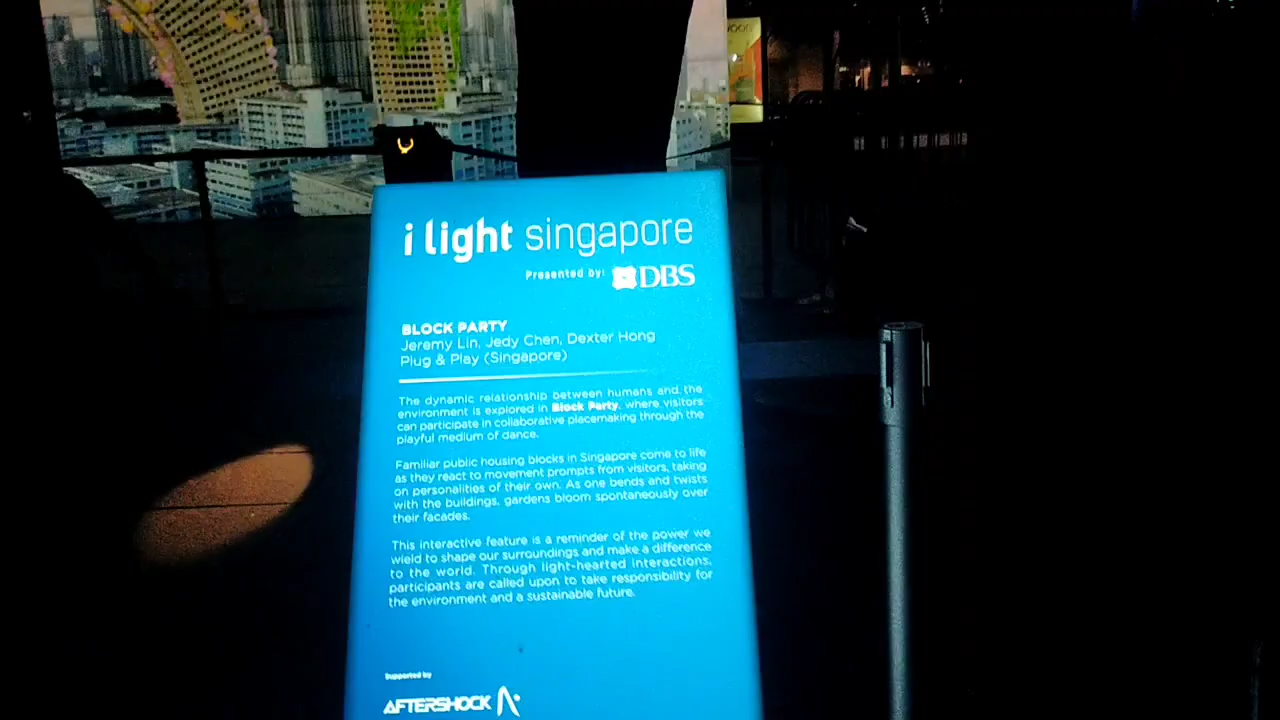 i light singapore
Presented by: DBS
BLOCK PARTY
Jeremy Lin, Jedy Chen, Dexter Hong
Plug & Play (Singapore)
The dynamic relationship between humans and the
environment is explored in Block Party, where visitors
can participate in collaborative placemaking through the
playful medium of dance.
Familiar public housing blocks in Singapore come to life
as they react to movement prompts from visitors, taking
on personalities of their own. As one bends and twists
with the buildings, gardens bloom spontaneously over
their facades.
This interactive feature is a reminder of the power we
wield to shape our surroundings and make a difference
to the world. Through light-hearted interactions,
participants are called upon to take responsibility for
the environment and a sustainable future.
Supported by
AFTERSHOCK